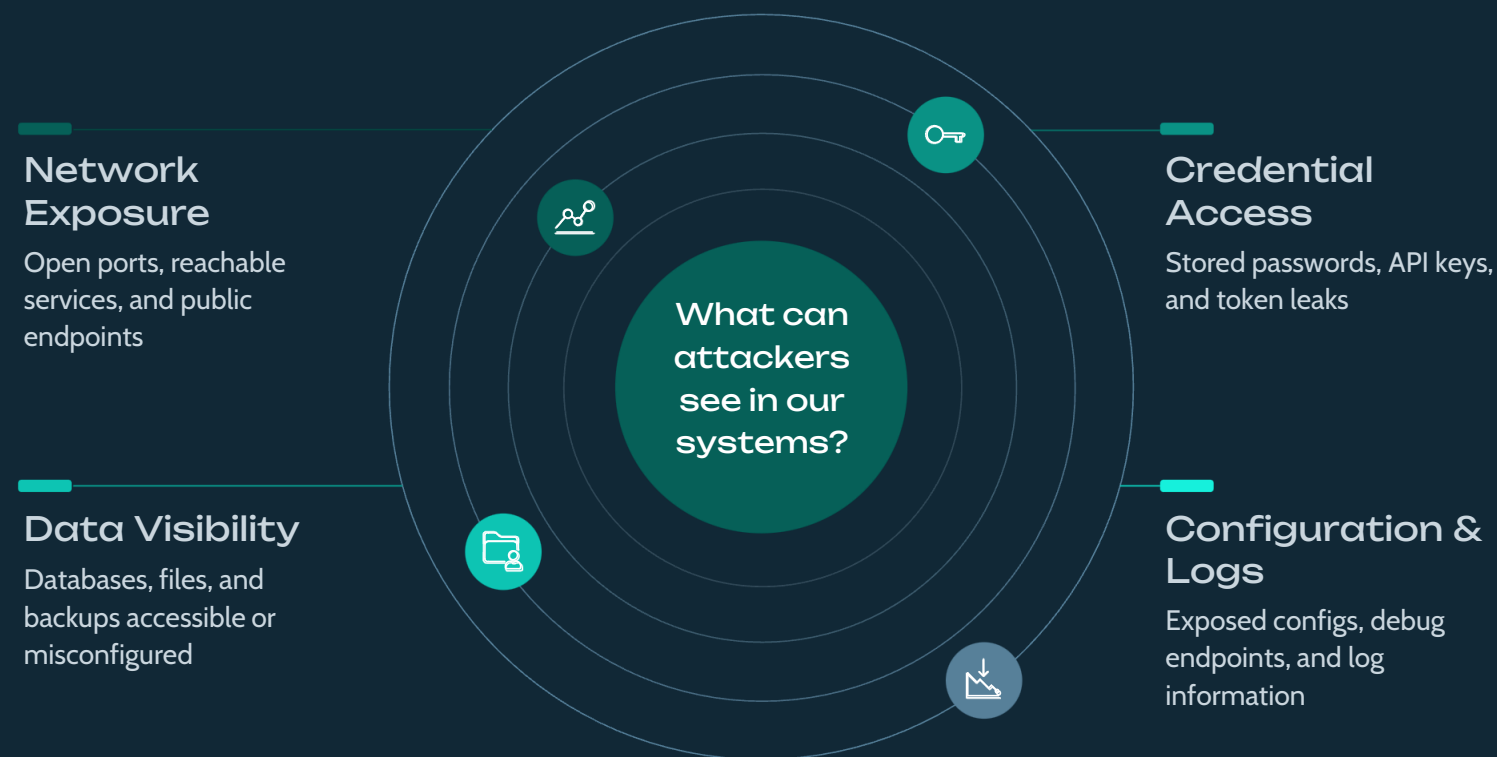 Network
Exposure
Open ports, reachable
services, and public
endpoints
Data Visibility
Databases, files, and
backups accessible or
misconfigured
What can
attackers
see in our
systems?
Credential
Access
Stored passwords, API keys,
and token leaks
Configuration &
Logs
Exposed configs, debug
endpoints, and log
information